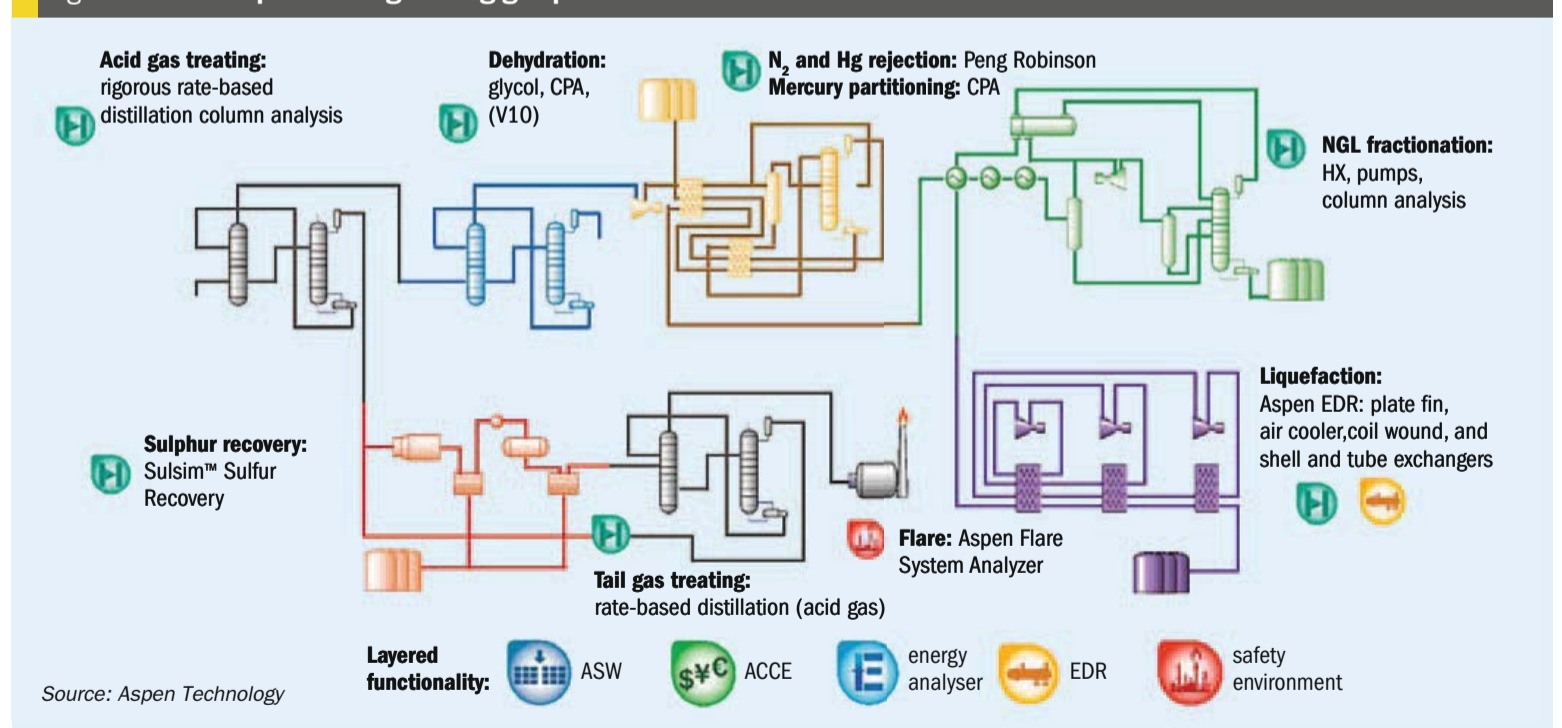 Acid gas treating:
rigorous rate-based
distillation column analysis
Dehydration:
glycol, CPA,
(V10)
N₂ and Hg rejection: Peng Robinson
Mercury partitioning: CPA
NGL fractionation:
HX, pumps,
column analysis
Sulphur recovery:
Sulsim™ Sulfur
Recovery
Tail gas treating:
rate-based distillation (acid gas)
Flare: Aspen Flare
System Analyzer
Liquefaction:
Aspen EDR: plate fin,
air cooler,coil wound, and
shell and tube exchangers
Layered
functionality:
ASW
$¥€
ACCE
energy
analyser
EDR
safety
environment
Source: Aspen Technology